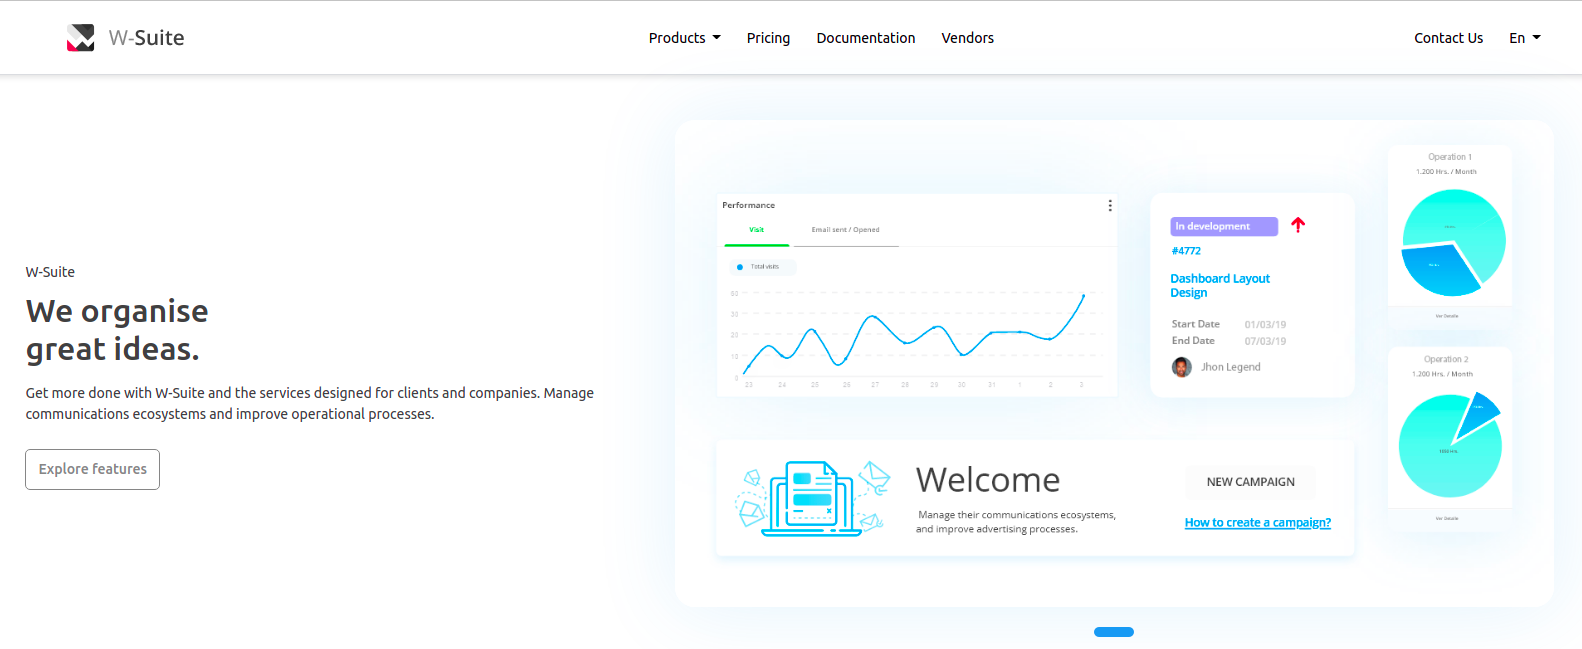 W-Suite
Products
Pricing
Documentation
Vendors
Contact Us
En
W-Suite
We organise
great ideas.
Get more done with W-Suite and the services designed for clients and companies. Manage
communications ecosystems and improve operational processes.
Explore features
Performance
Visit
Email sent / Opened
Total visits
30
20
10
0
23 24 25 26 27 28 29 30 31 1 2 3
In development
#4772
Dashboard Layout
Design
Start Date 01/03/19
End Date 07/03/19
Jhon Legend
Operation 1
1.200 Hrs. / Month
Ver Detalle
Operation 2
1.200 Hrs. / Month
Ver Detalle
Welcome
Manage their communications ecosystems,
and improve advertising processes.
NEW CAMPAIGN
How to create a campaign?